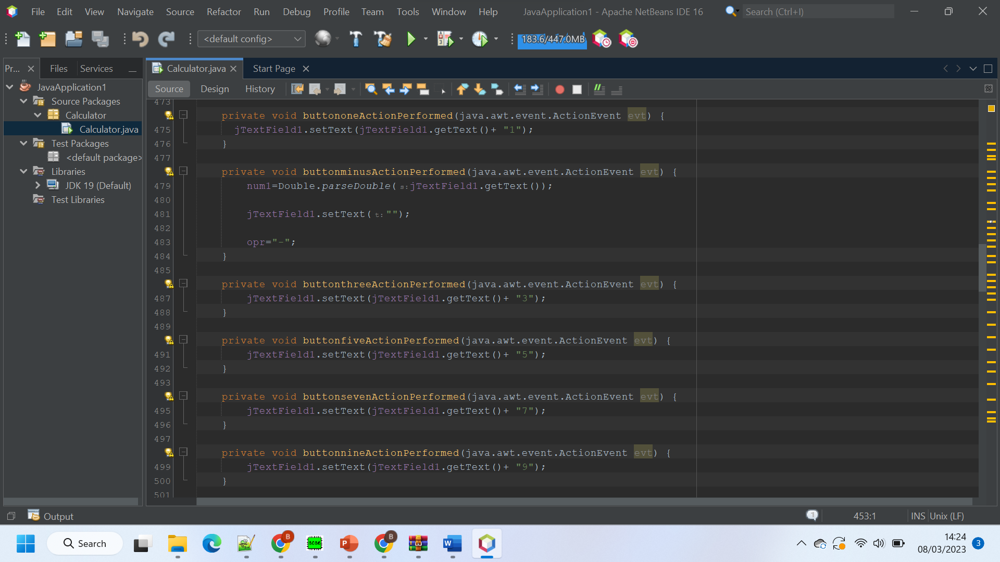 File Edit View Navigate Source Refactor Run Debug Profile Team Tools Window Help JavaApplication1 - Apache NetBeans IDE 16 Search (Ctrl+I)
<default config> 183.6/447.0MB
Pr... Files Services Calculator.java Start Page
Source Design History
JavaApplication1
Source Packages
Calculator
Calculator.java
Test Packages
<default package>
Libraries
JDK 19 (Default)
Test Libraries
473
private void buttononeActionPerformed(java.awt.event.ActionEvent evt) {
475 jTextField1.setText(jTextField1.getText()+ "1");
476 }
477
private void buttonminusActionPerformed(java.awt.event.ActionEvent evt) {
479 num1=Double.parseDouble( s:jTextField1.getText());
480
481 jTextField1.setText( t:"");
482
483 opr="-";
484 }
485
private void buttonthreeActionPerformed(java.awt.event.ActionEvent evt) {
487 jTextField1.setText(jTextField1.getText()+ "3");
488 }
489
private void buttonfiveActionPerformed(java.awt.event.ActionEvent evt) {
491 jTextField1.setText(jTextField1.getText()+ "5");
492 }
493
private void buttonsevenActionPerformed(java.awt.event.ActionEvent evt) {
495 jTextField1.setText(jTextField1.getText()+ "7");
496 }
497
private void buttonnineActionPerformed(java.awt.event.ActionEvent evt) {
499 jTextField1.setText(jTextField1.getText()+ "9");
500 }
501
Output 1 453:1 INS Unix (LF)
Search B 8086 P B W 14:24 3
08/03/2023